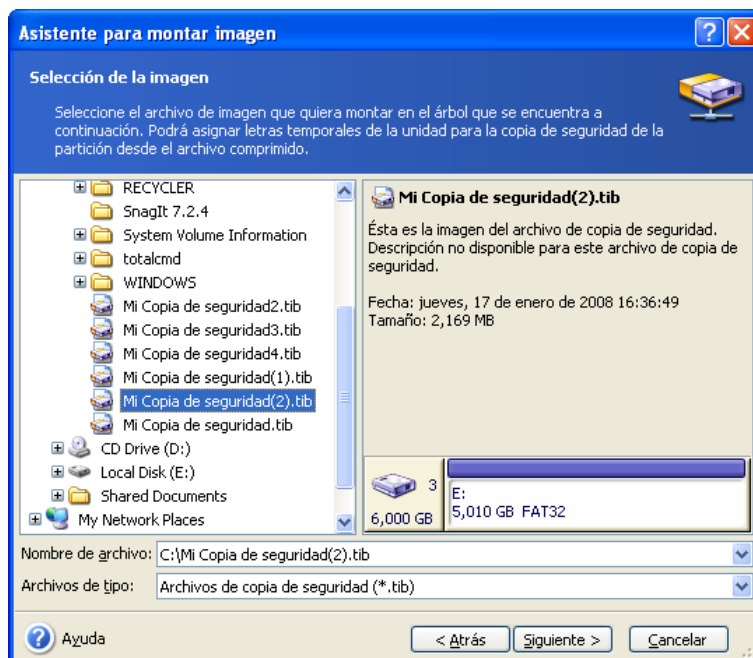 Asistente para montar imagen
Selección de la imagen
Seleccione el archivo de imagen que quiera montar en el árbol que se encuentra a
continuación. Podrá asignar letras temporales de la unidad para la copia de seguridad de la
partición desde el archivo comprimido.
RECYCLER
SnagIt 7.2.4
System Volume Information
totalcmd
WINDOWS
Mi Copia de seguridad2.tib
Mi Copia de seguridad3.tib
Mi Copia de seguridad4.tib
Mi Copia de seguridad(1).tib
Mi Copia de seguridad(2).tib
Mi Copia de seguridad.tib
CD Drive (D:)
Local Disk (E:)
Shared Documents
My Network Places
Mi Copia de seguridad(2).tib
Ésta es la imagen del archivo de copia de seguridad.
Descripción no disponible para este archivo de copia de
seguridad.
Fecha: jueves, 17 de enero de 2008 16:36:49
Tamaño: 2,169 MB
3
6,000 GB
E:
5,010 GB FAT32
Nombre de archivo: C:\Mi Copia de seguridad(2).tib
Archivos de tipo: Archivos de copia de seguridad (*.tib)
Ayuda
< Atrás
Siguiente >
Cancelar